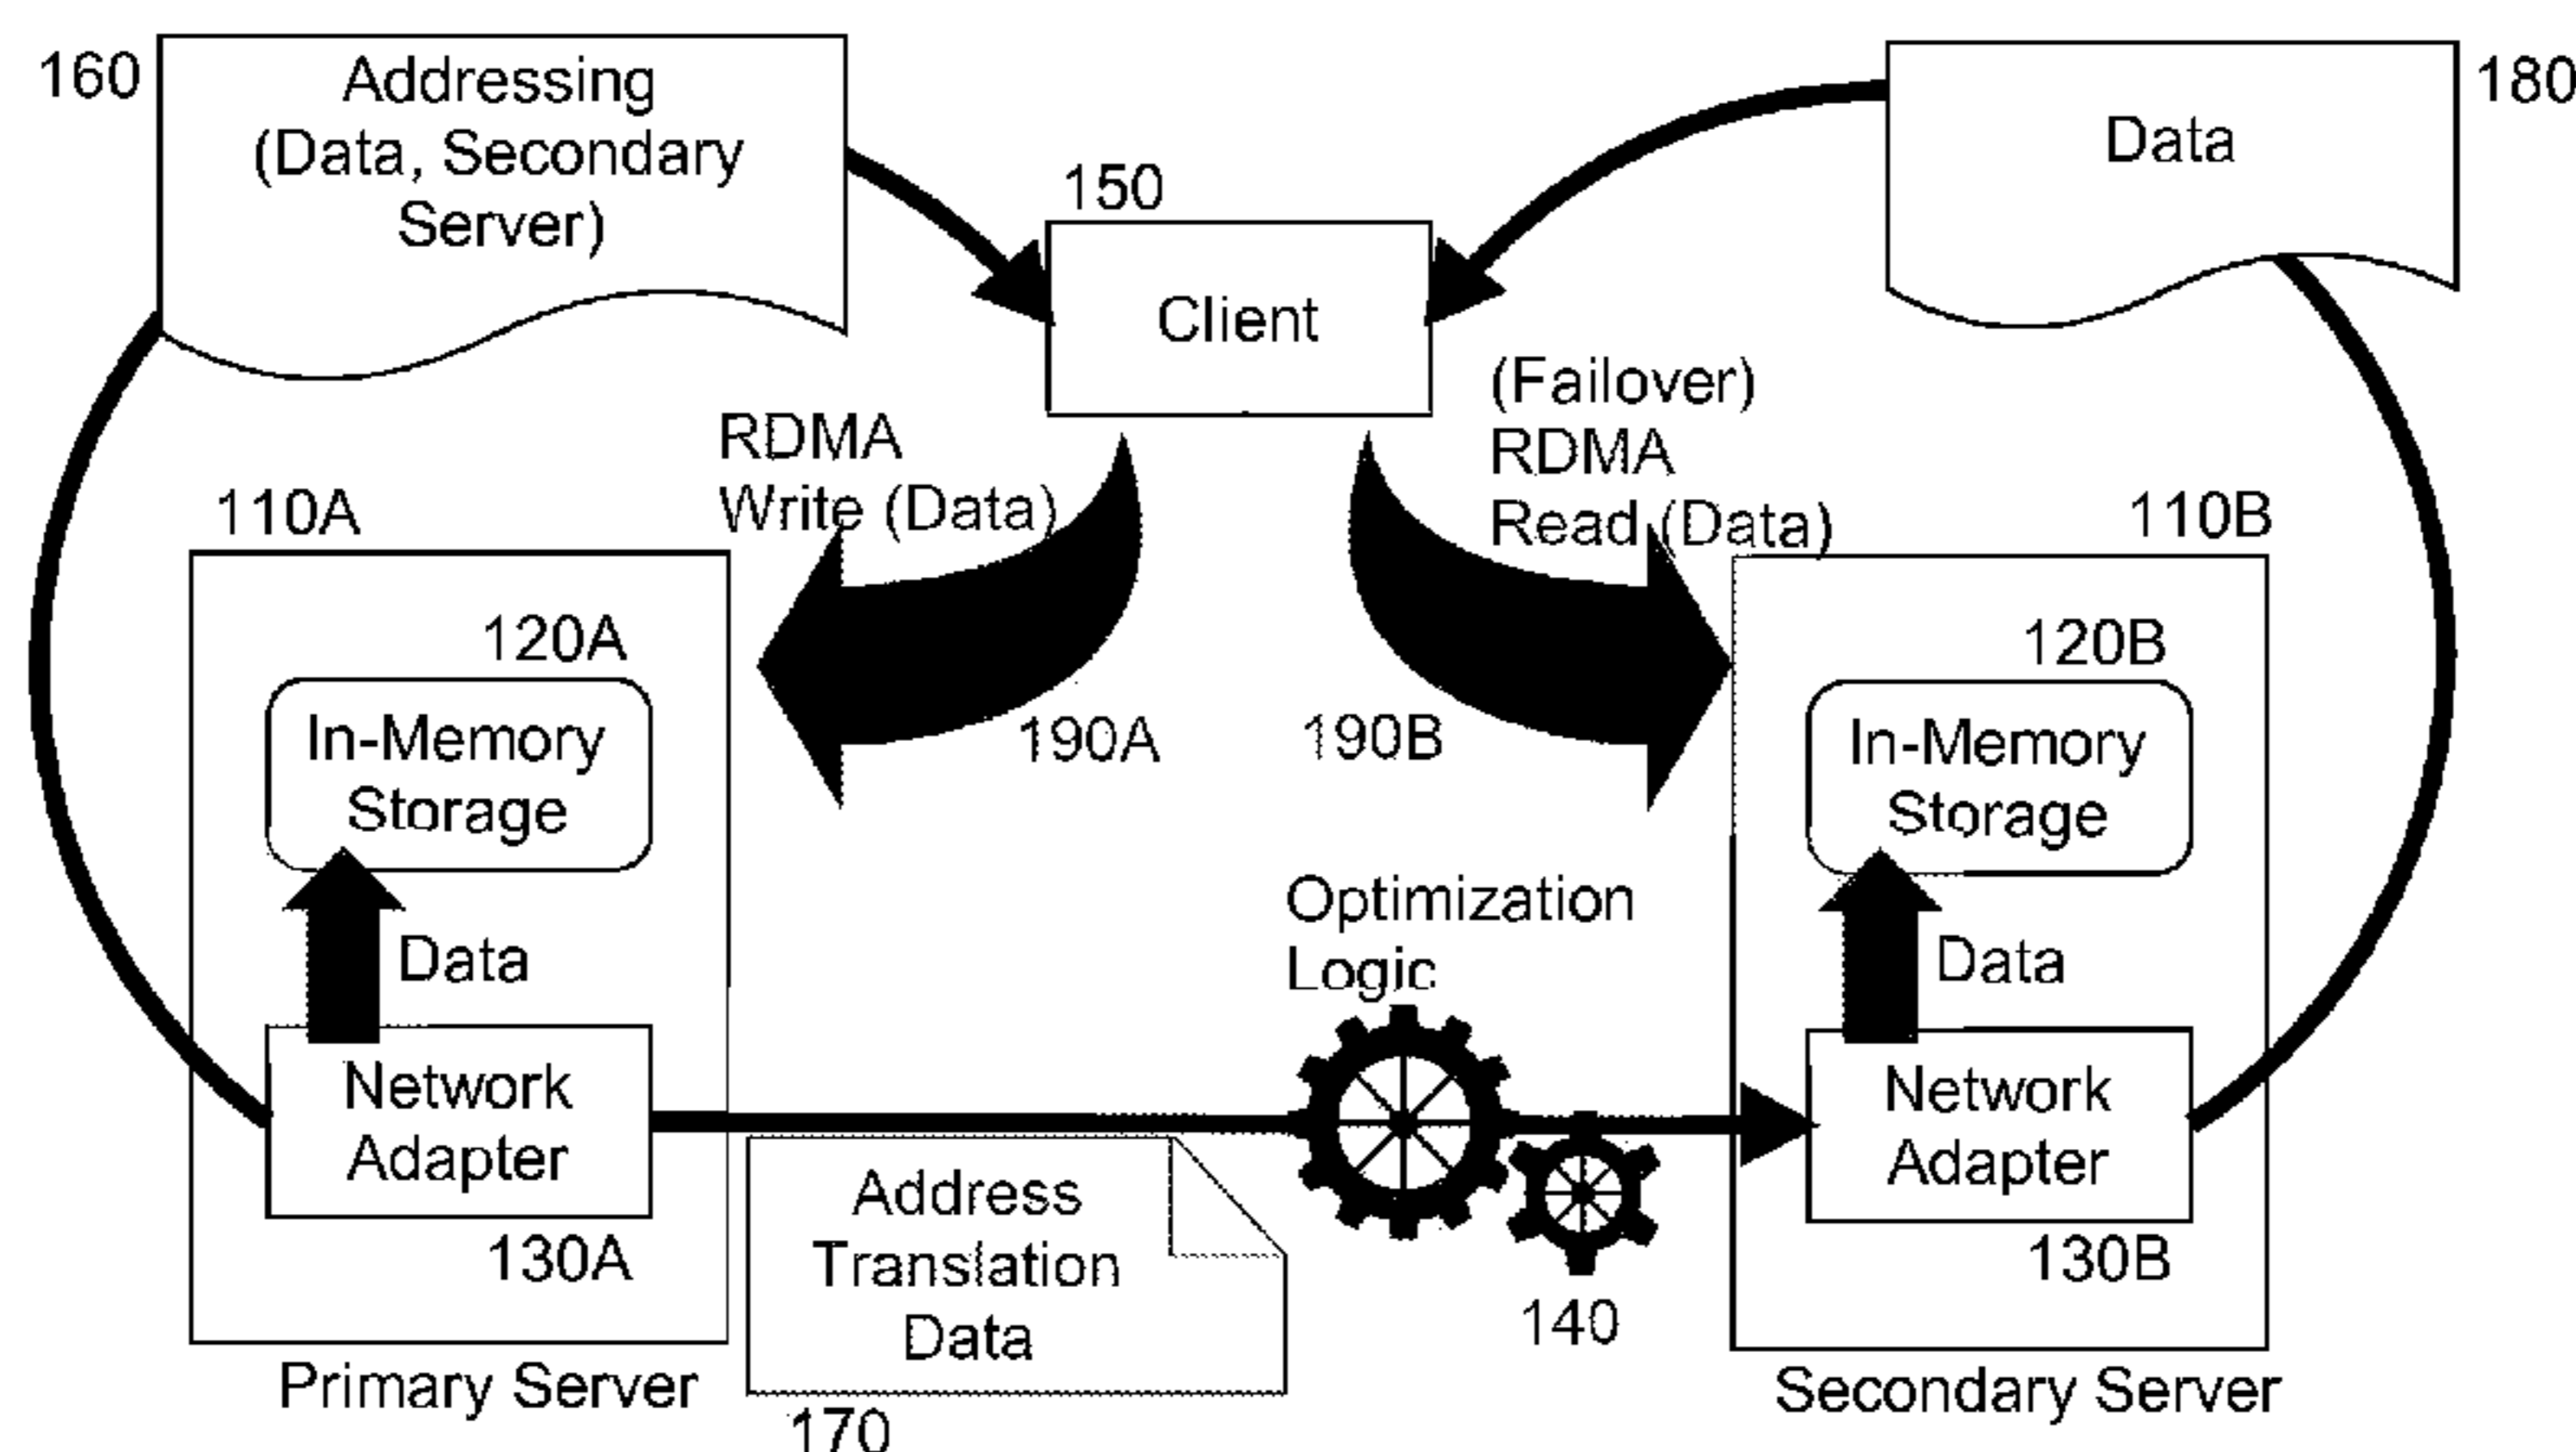 160
Addressing
(Data, Secondary
Server)
180
Data
150
Client
RDMA
Write (Data)
(Failover)
RDMA
Read (Data)
110A
110B
120A
In-Memory
Storage
190A
190B
120B
In-Memory
Storage
Data
Optimization
Logic
Data
Network
Adapter
130A
Address
Translation
Data
170
140
Network
Adapter
130B
Primary Server
Secondary Server